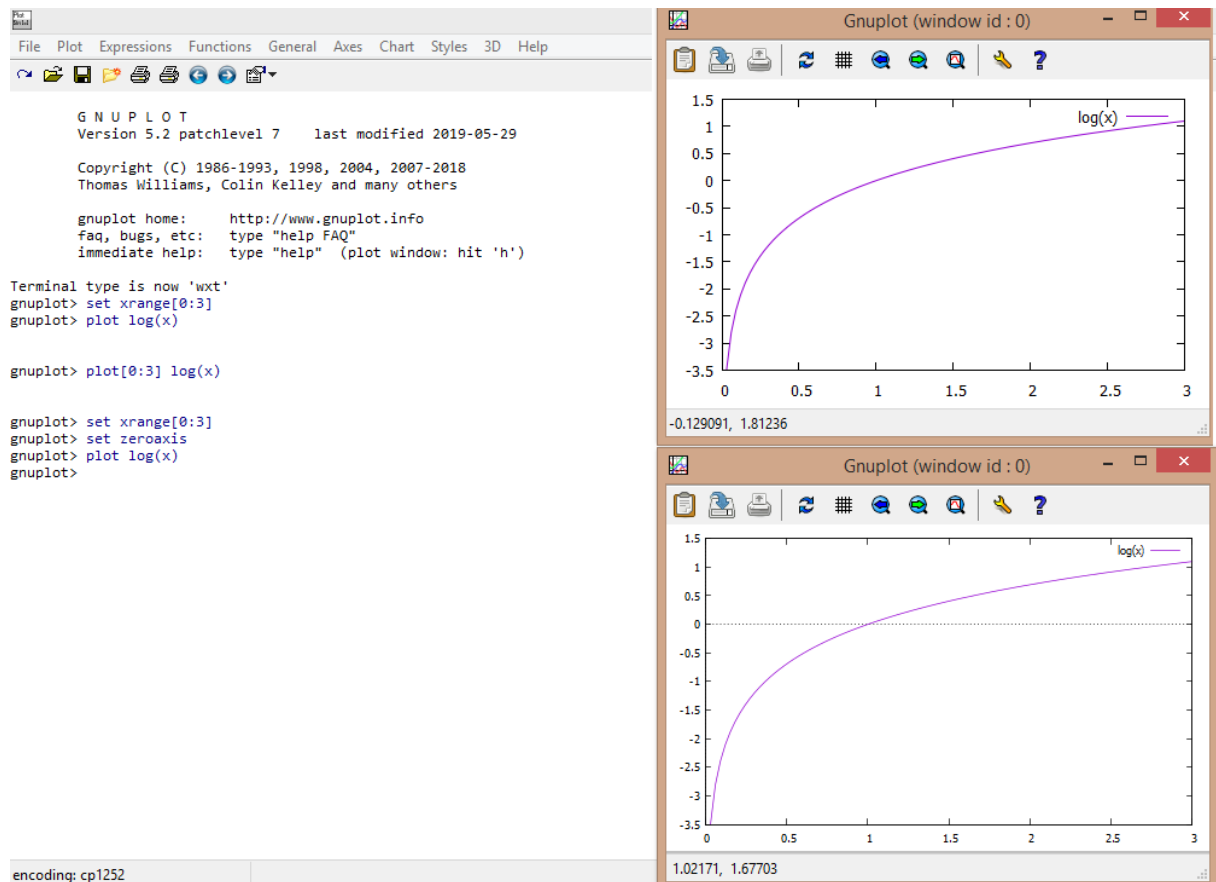 File Plot Expressions Functions General Axes Chart Styles 3D Help
G N U P L O T
Version 5.2 patchlevel 7    last modified 2019-05-29
Copyright (C) 1986-1993, 1998, 2004, 2007-2018
Thomas Williams, Colin Kelley and many others
gnuplot home:     http://www.gnuplot.info
faq, bugs, etc:   type "help FAQ"
immediate help:   type "help"  (plot window: hit 'h')
Terminal type is now 'wxt'
gnuplot> set xrange[0:3]
gnuplot> plot log(x)
gnuplot> plot[0:3] log(x)
gnuplot> set xrange[0:3]
gnuplot> set zeroaxis
gnuplot> plot log(x)
gnuplot>
encoding: cp1252
Gnuplot (window id : 0)
1.5
log(x)
1
0.5
0
-0.5
-1
-1.5
-2
-2.5
-3
-3.5
0 0.5 1 1.5 2 2.5 3
-0.129091, 1.81236
Gnuplot (window id : 0)
1.5
log(x)
1
0.5
0
-0.5
-1
-1.5
-2
-2.5
-3
-3.5
0 0.5 1 1.5 2 2.5 3
1.02171, 1.67703